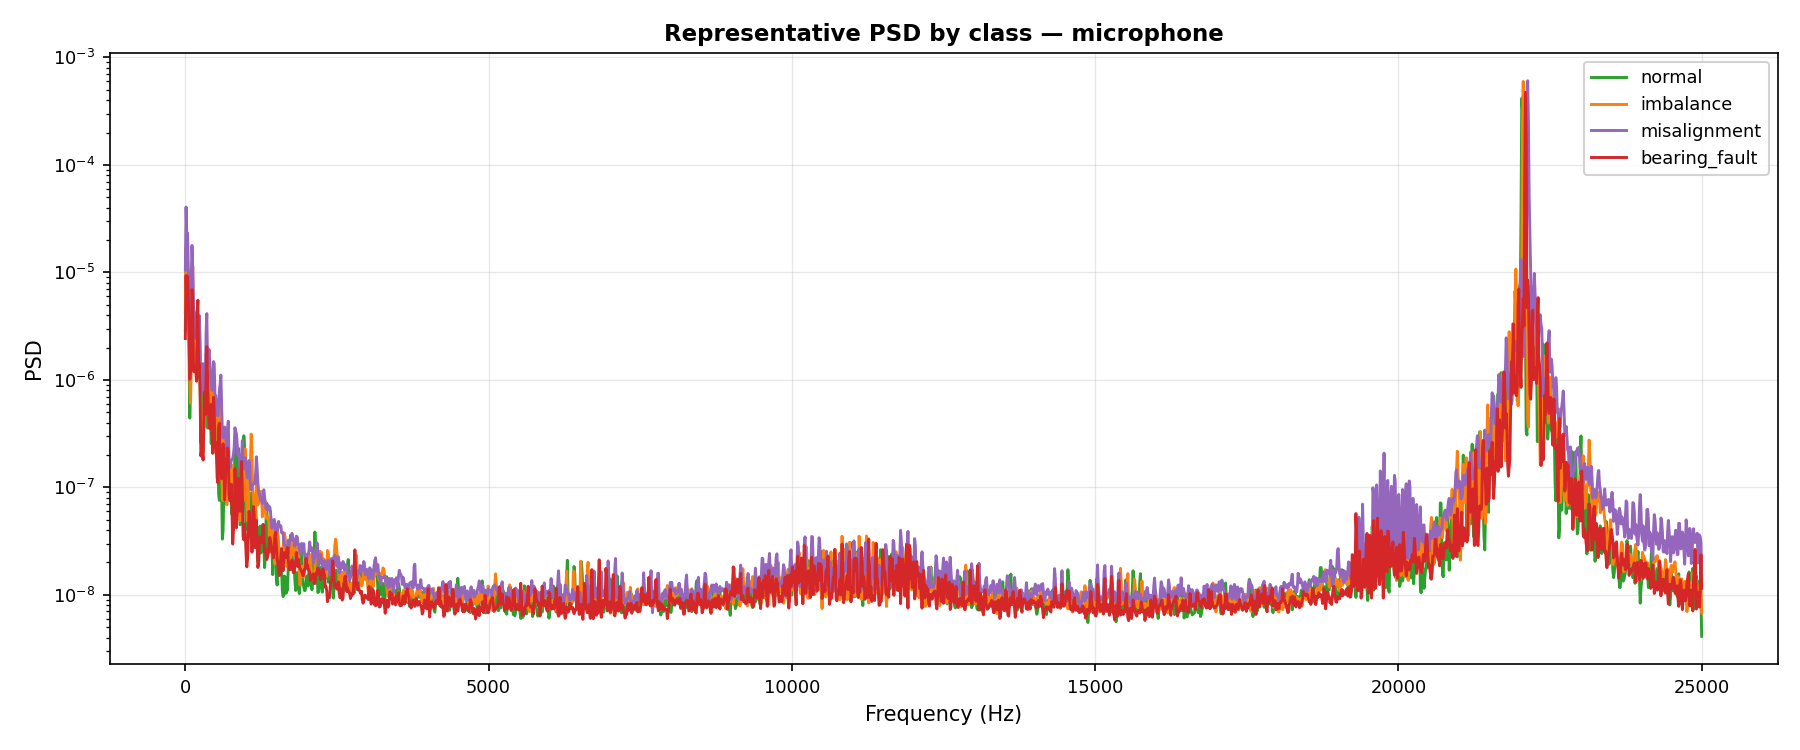 Representative PSD by class — microphone
normal
imbalance
misalignment
bearing_fault
PSD
10⁻³
10⁻⁴
10⁻⁵
10⁻⁶
10⁻⁷
10⁻⁸
0 5000 10000 15000 20000 25000
Frequency (Hz)